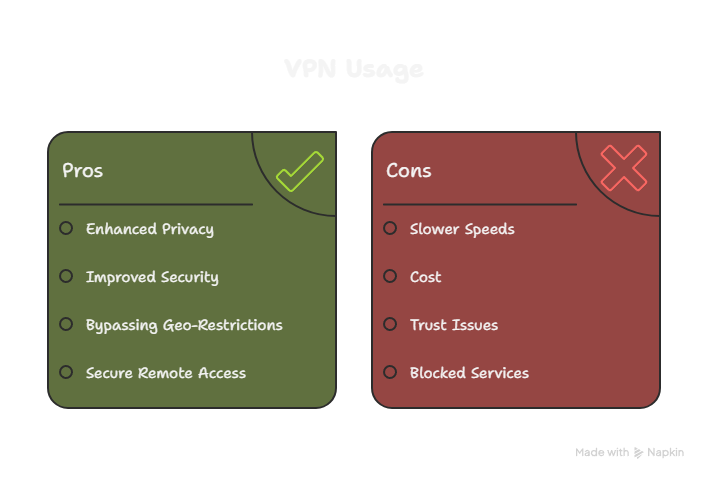 VPN Usage
Pros
Enhanced Privacy
Improved Security
Bypassing Geo-Restrictions
Secure Remote Access
Cons
Slower Speeds
Cost
Trust Issues
Blocked Services
Made with Napkin